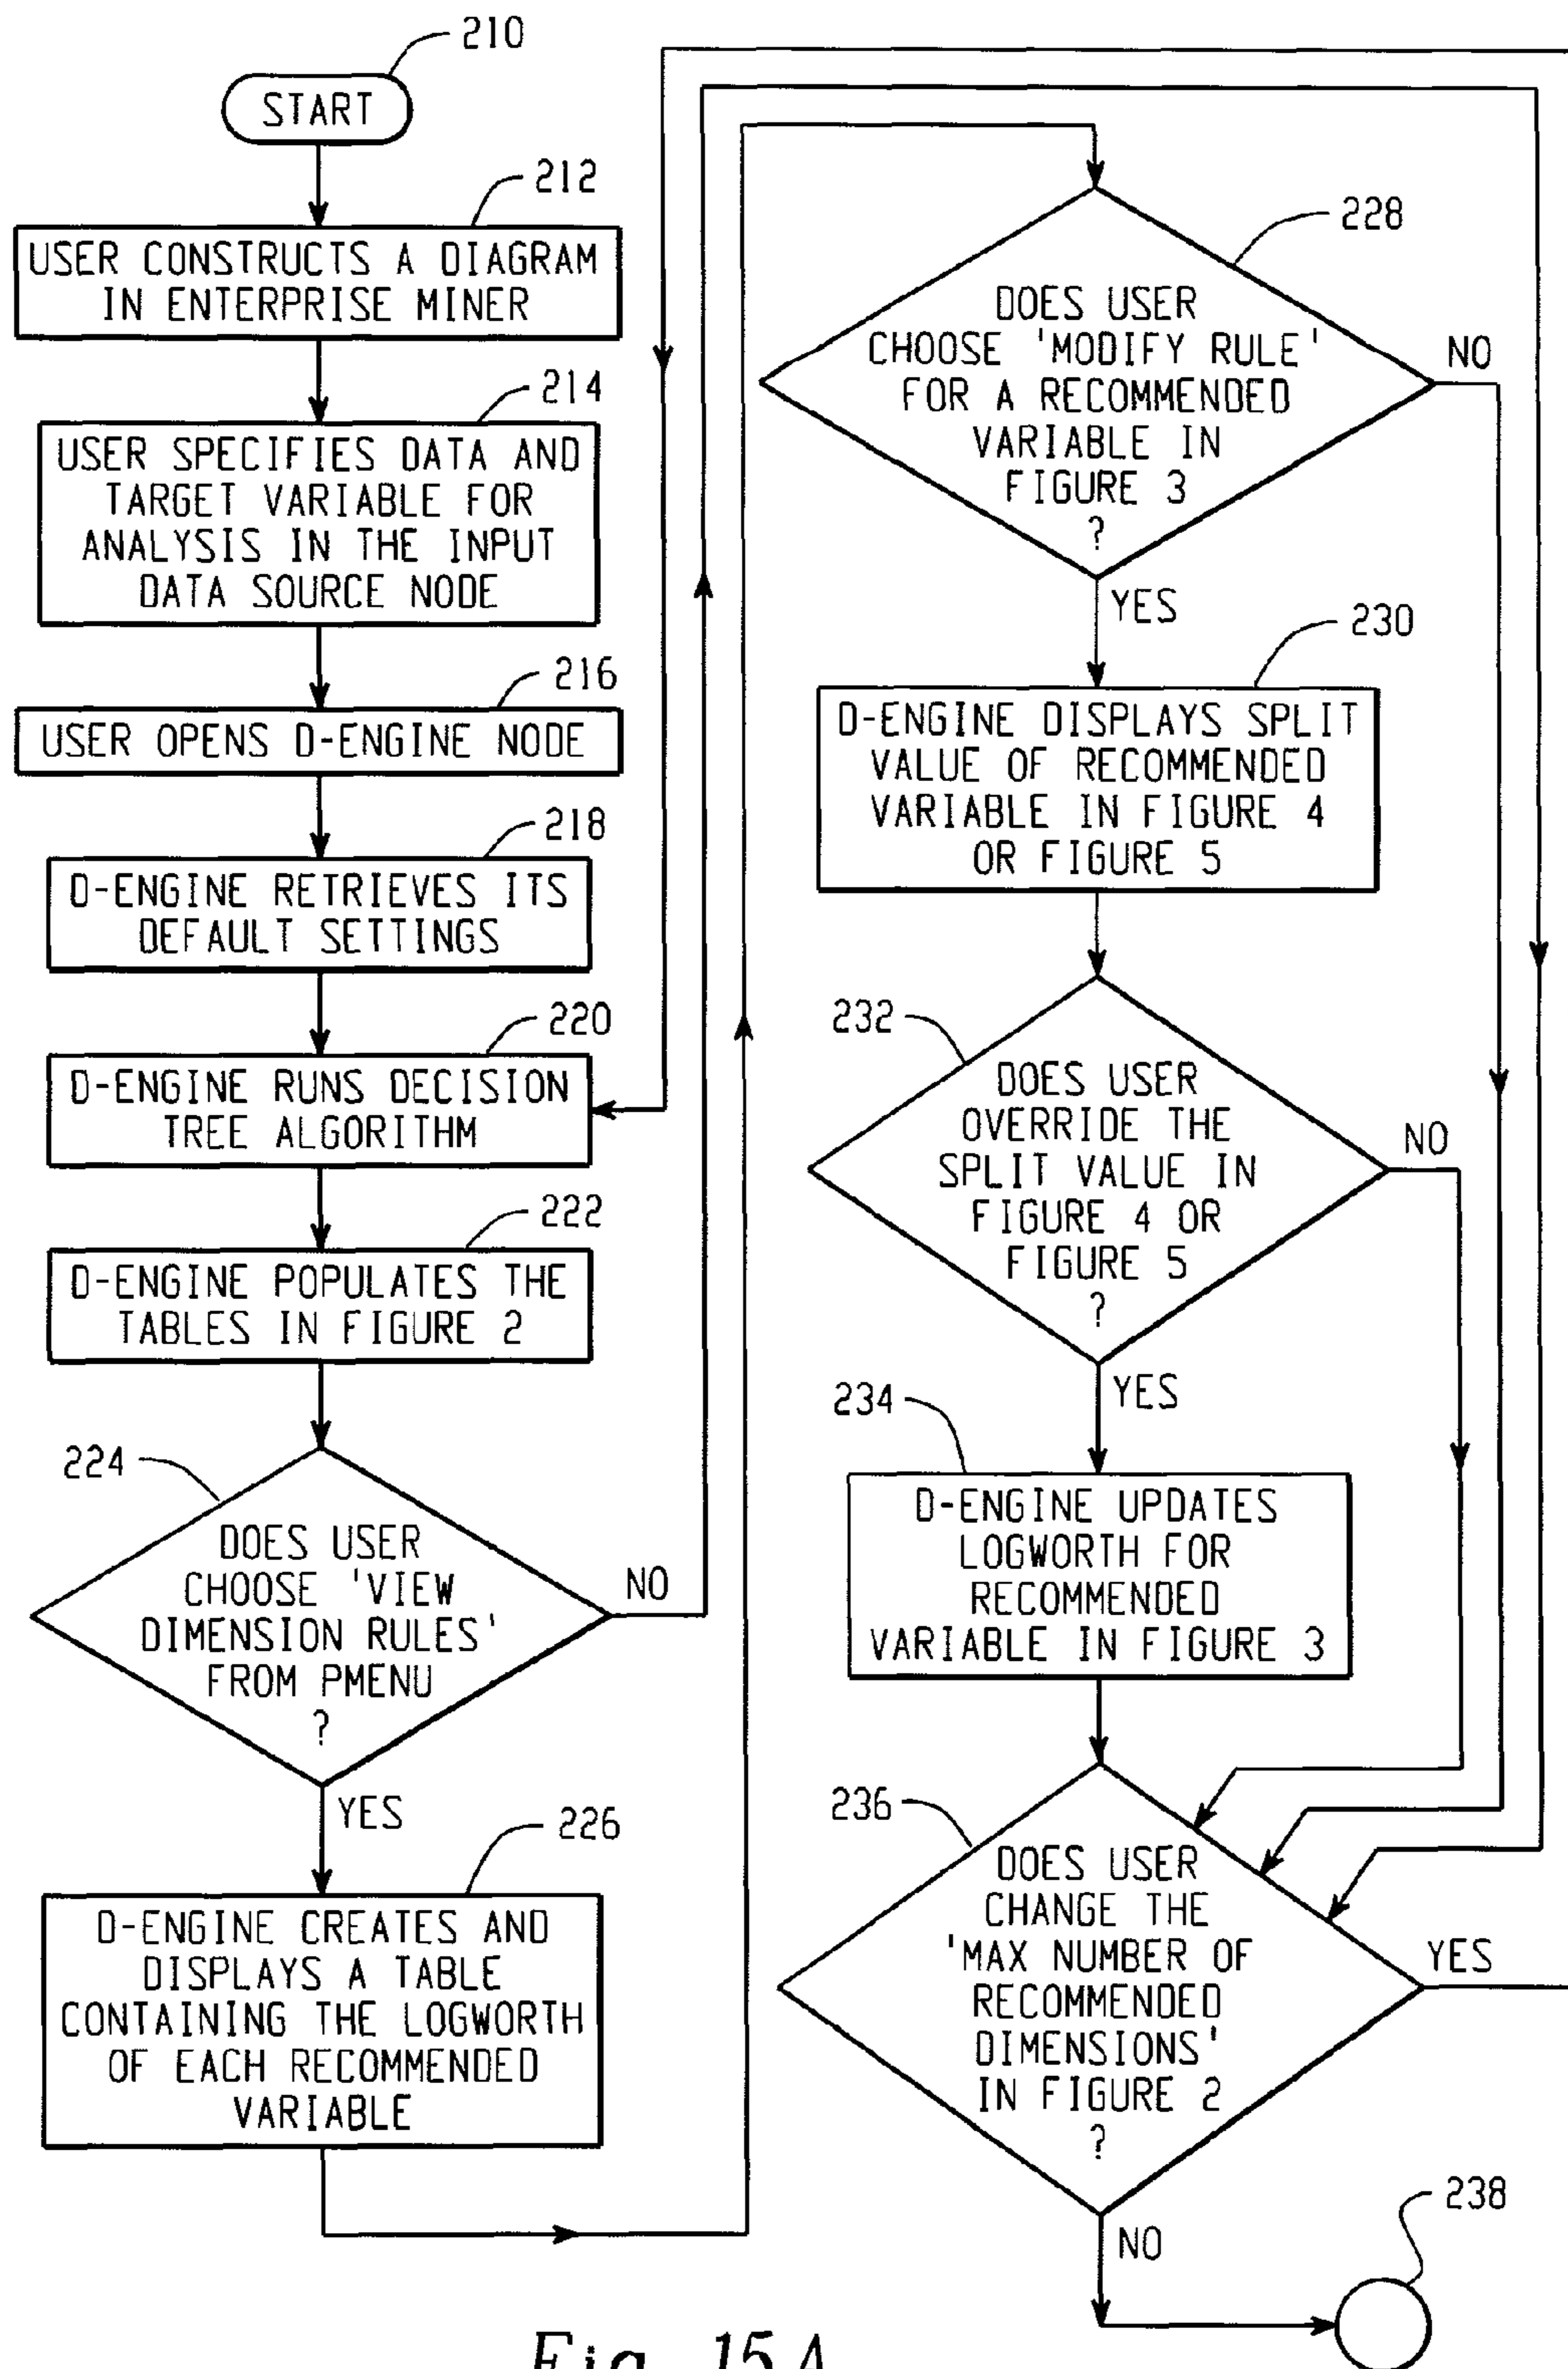 210
START
212
USER CONSTRUCTS A DIAGRAM
IN ENTERPRISE MINER
214
USER SPECIFIES DATA AND
TARGET VARIABLE FOR
ANALYSIS IN THE INPUT
DATA SOURCE NODE
216
USER OPENS D-ENGINE NODE
218
D-ENGINE RETRIEVES ITS
DEFAULT SETTINGS
220
D-ENGINE RUNS DECISION
TREE ALGORITHM
222
D-ENGINE POPULATES THE
TABLES IN FIGURE 2
224
DOES USER
CHOOSE 'VIEW
DIMENSION RULES'
FROM PMENU
?
NO
YES
226
D-ENGINE CREATES AND
DISPLAYS A TABLE
CONTAINING THE LOGWORTH
OF EACH RECOMMENDED
VARIABLE
228
DOES USER
CHOOSE 'MODIFY RULE'
FOR A RECOMMENDED
VARIABLE IN
FIGURE 3
?
NO
YES
230
D-ENGINE DISPLAYS SPLIT
VALUE OF RECOMMENDED
VARIABLE IN FIGURE 4
OR FIGURE 5
232
DOES USER
OVERRIDE THE
SPLIT VALUE IN
FIGURE 4 OR
FIGURE 5
?
NO
YES
234
D-ENGINE UPDATES
LOGWORTH FOR
RECOMMENDED
VARIABLE IN FIGURE 3
236
DOES USER
CHANGE THE
'MAX NUMBER OF
RECOMMENDED
DIMENSIONS'
IN FIGURE 2
?
YES
NO
238
Fig. 15A